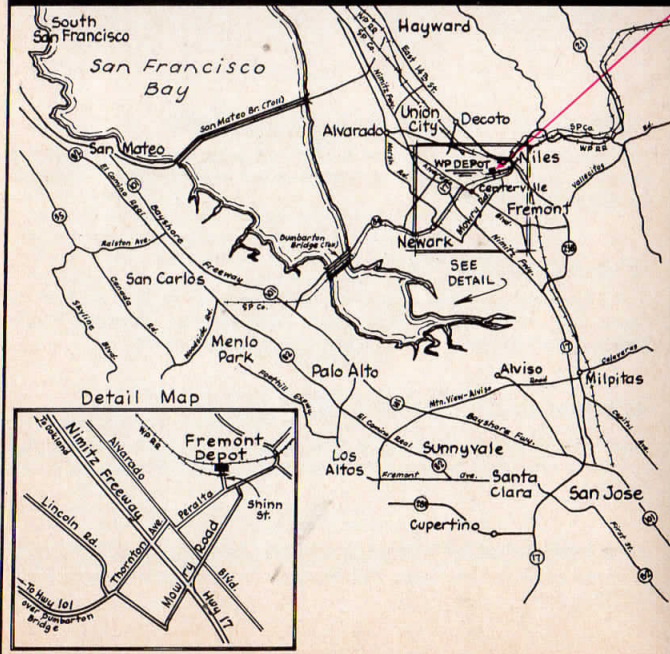 South
San Francisco
San Francisco
Bay
Hayward
WP RR
SP Co.
East 14th St.
Nimitz Fwy.
Union
City
Decoto
Alvarado
San Mateo Br. (Toll)
San Mateo
SP Co.
WP RR
Niles
WP DEPOT
Centerville
Vallecitos
Rd.
Fremont
Mowry Rd.
Blvd.
Newark
Nimitz Fwy.
Dumbarton
Bridge (Toll)
SEE
DETAIL
El Camino Real
Bayshore
Freeway
Ralston Ave.
San Carlos
Canada
Rd.
Skyline
Blvd.
Woodside Rd.
SP Co.
Menlo
Park
Palo Alto
Foothill Expwy.
Alviso
Mtn. View-Alviso
Road
Calaveras
Milpitas
17
Bayshore Fwy.
Capitol Ave.
El Camino Real
Sunnyvale
Los
Altos
Fremont
Ave.
Santa
Clara
San Jose
Cupertino
17
First St.
Detail Map
To Oakland
Nimitz Freeway
Alvarado
WP RR
Fremont
Depot
Shinn
St.
Peralta
Thornton Ave.
Lincoln Rd.
Mowry Road
Blvd.
Hwy 17
To Hwy 101
over Dumbarton
Bridge